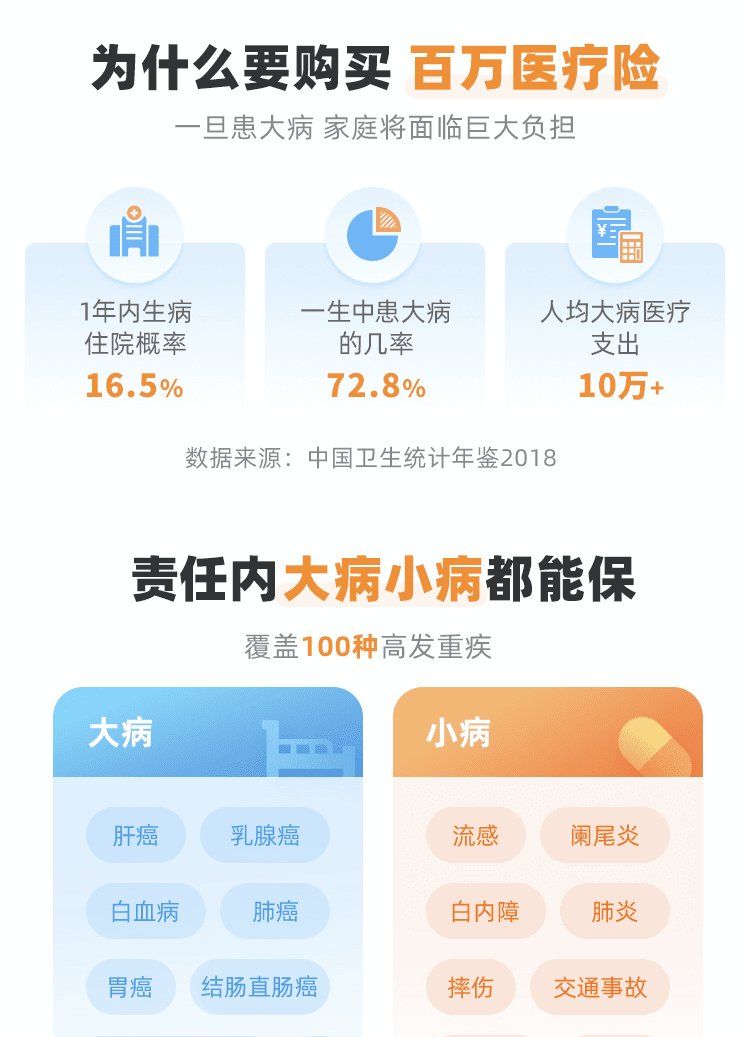 为什么要购买 百万医疗险
一旦患大病 家庭将面临巨大负担
¥
1年内生病
住院概率
16.5%
一生中患大病
的几率
72.8%
人均大病医疗
支出
10万+
数据来源：中国卫生统计年鉴2018
责任内大病小病都能保
覆盖100种高发重疾
大病
肝癌 乳腺癌
白血病 肺癌
胃癌 结肠直肠癌
小病
流感 阑尾炎
白内障 肺炎
摔伤 交通事故